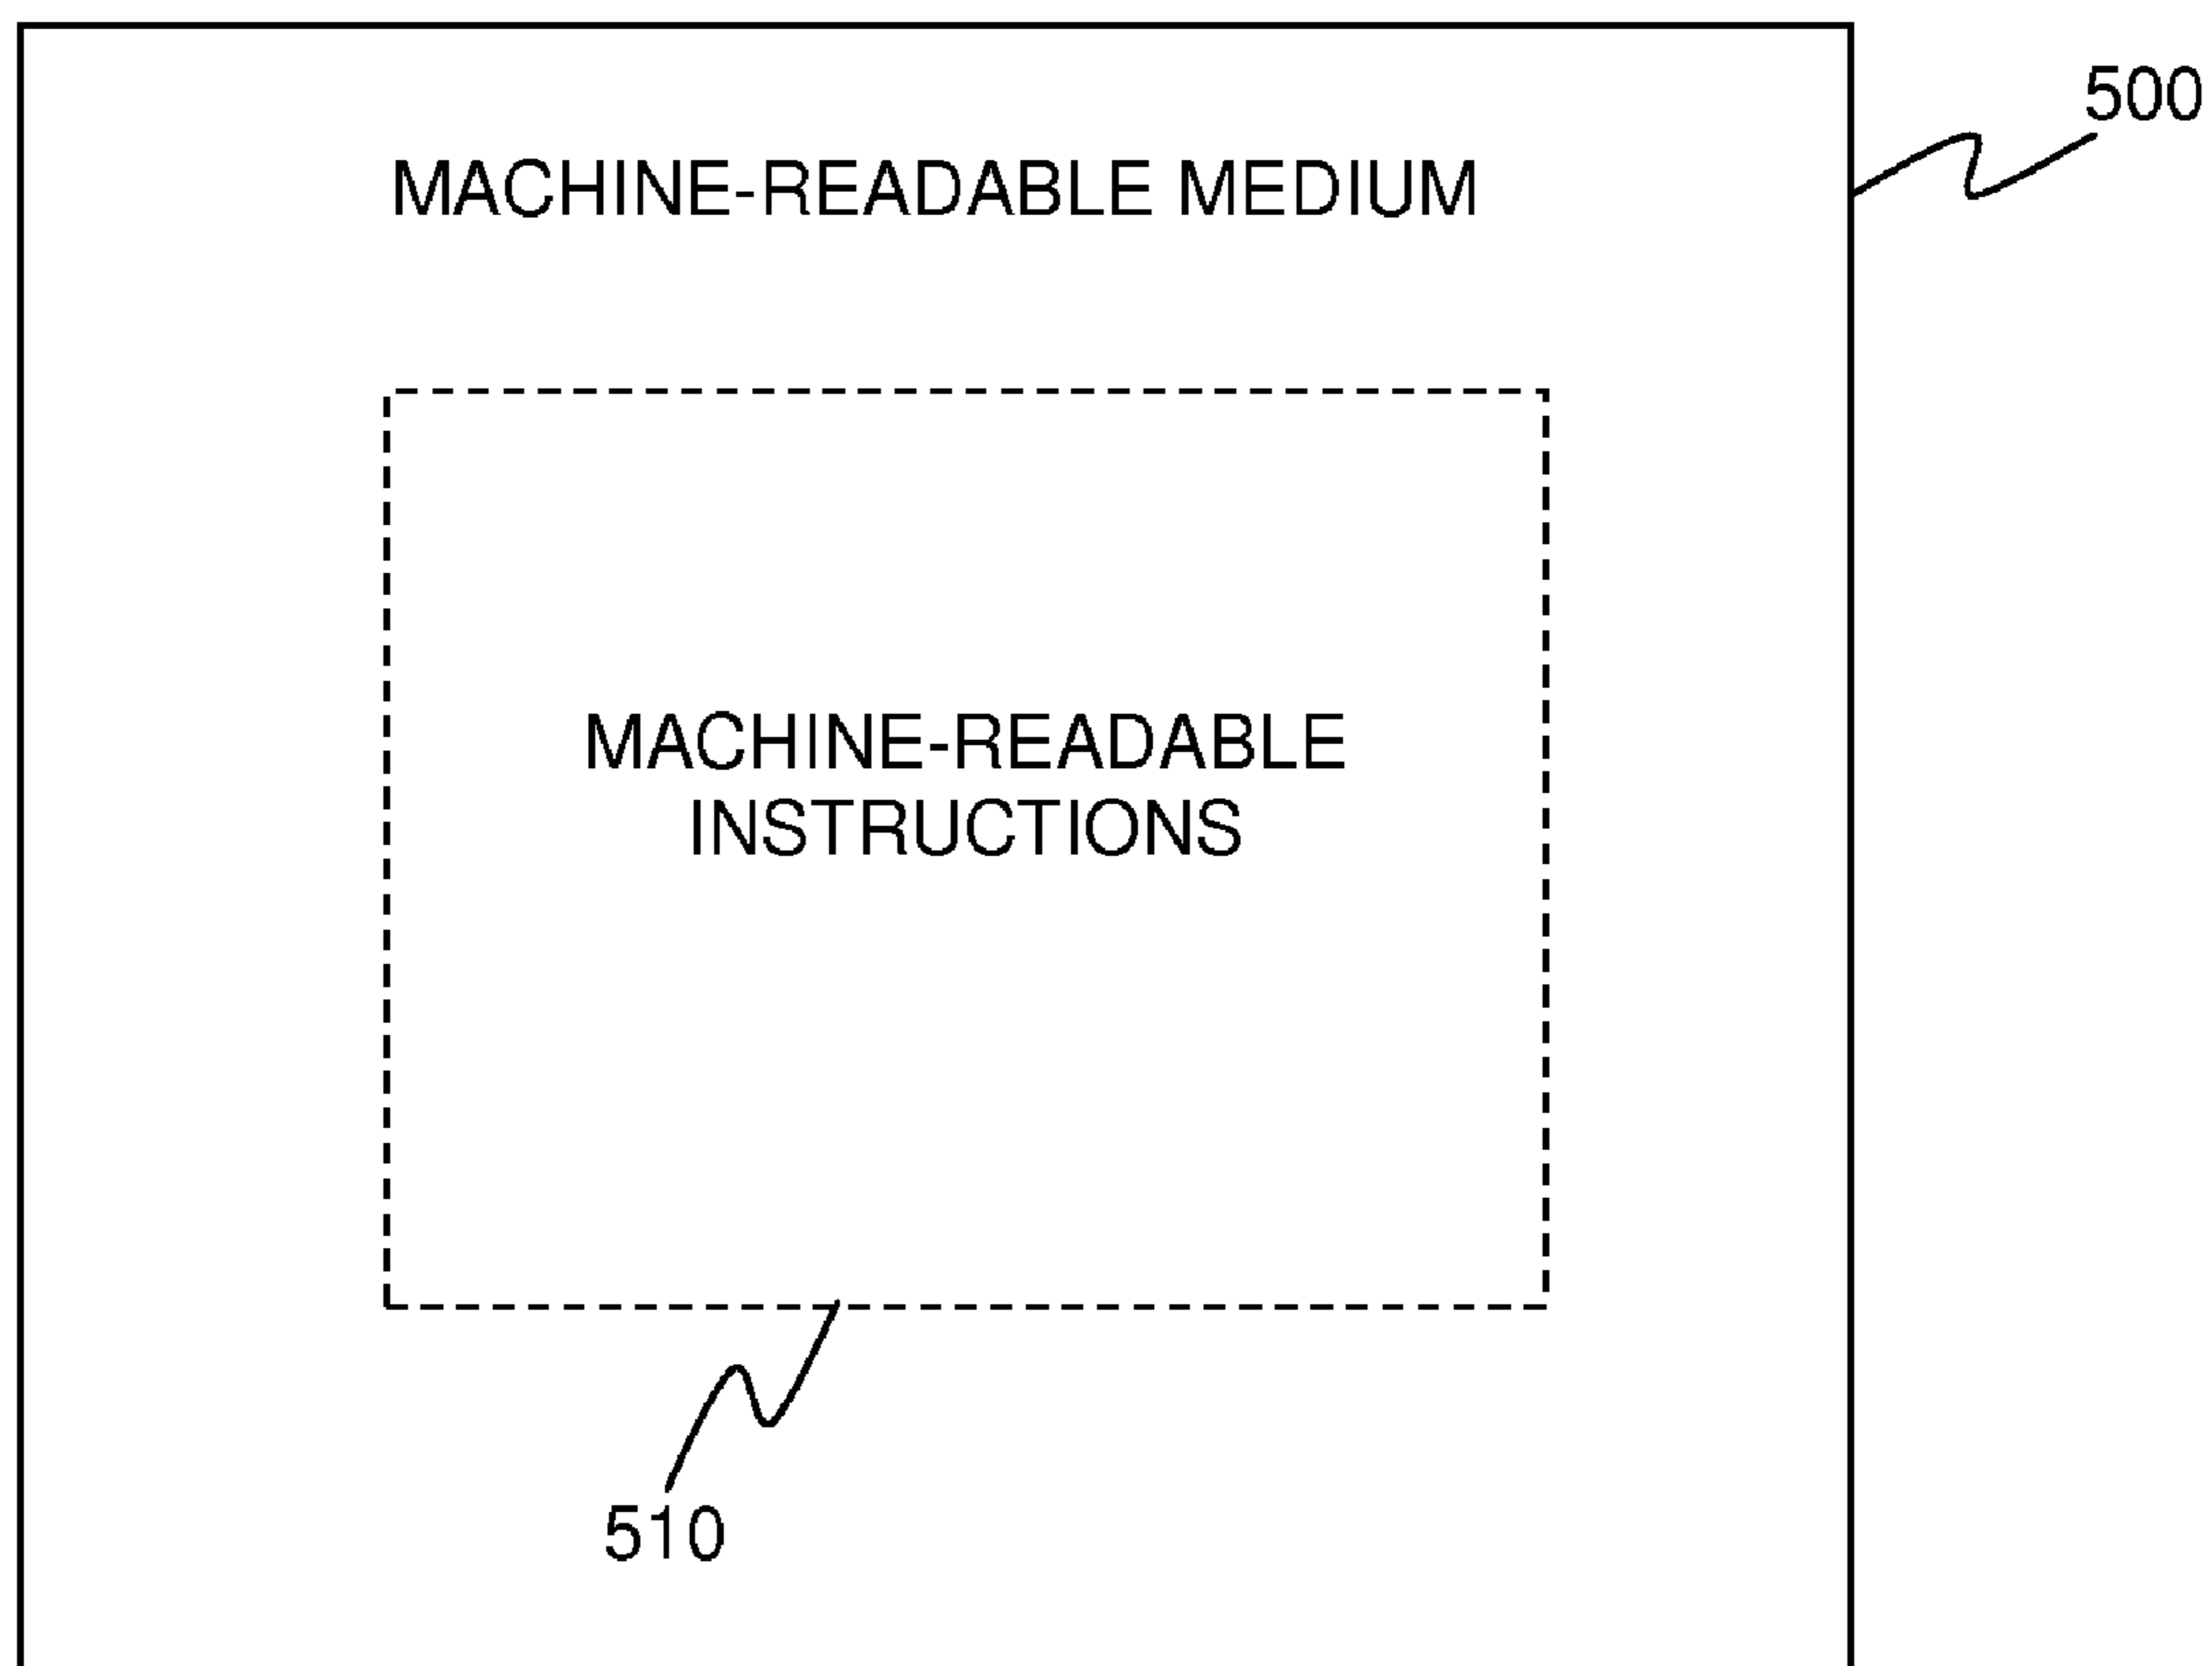 500
MACHINE-READABLE MEDIUM
MACHINE-READABLE
INSTRUCTIONS
510